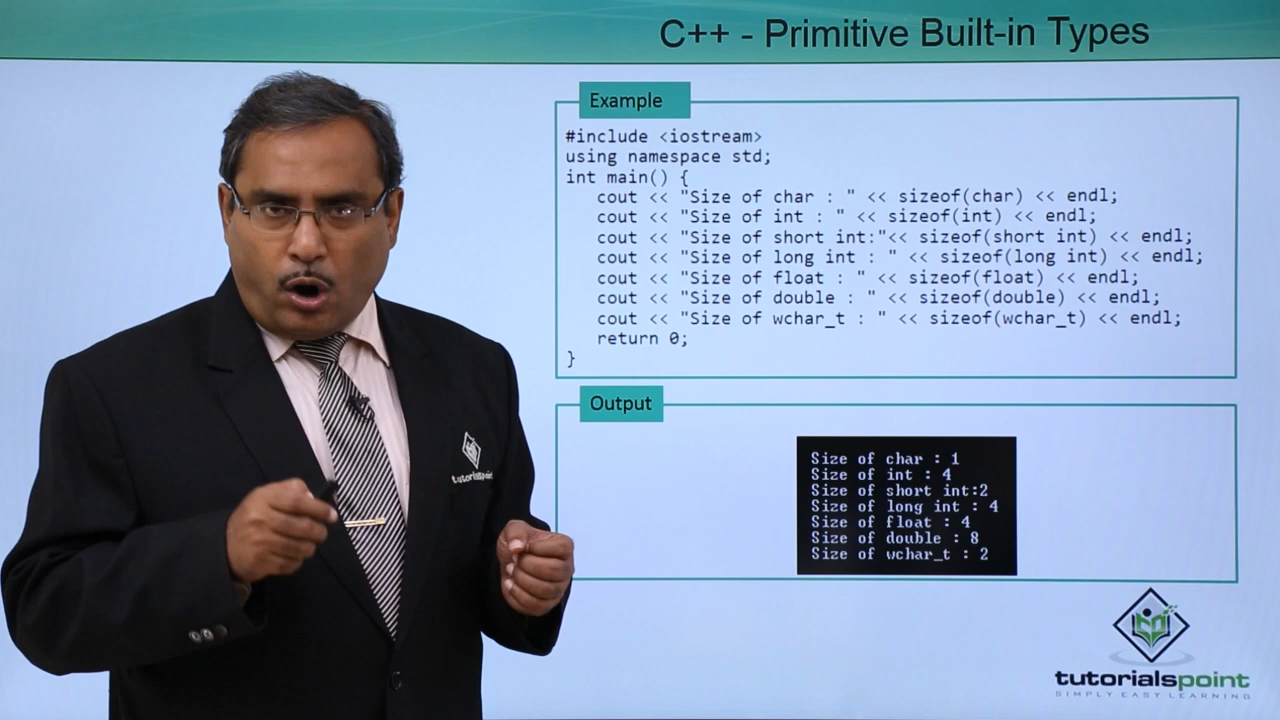 C++ - Primitive Built-in Types
Example
#include <iostream>
using namespace std;
int main() {
   cout << "Size of char : " << sizeof(char) << endl;
   cout << "Size of int : " << sizeof(int) << endl;
   cout << "Size of short int:"<< sizeof(short int) << endl;
   cout << "Size of long int : " << sizeof(long int) << endl;
   cout << "Size of float : " << sizeof(float) << endl;
   cout << "Size of double : " << sizeof(double) << endl;
   cout << "Size of wchar_t : " << sizeof(wchar_t) << endl;
   return 0;
}
Output
Size of char : 1
Size of int : 4
Size of short int:2
Size of long int : 4
Size of float : 4
Size of double : 8
Size of wchar_t : 2
tutorialspoint
tutorialspoint
SIMPLY EASY LEARNING